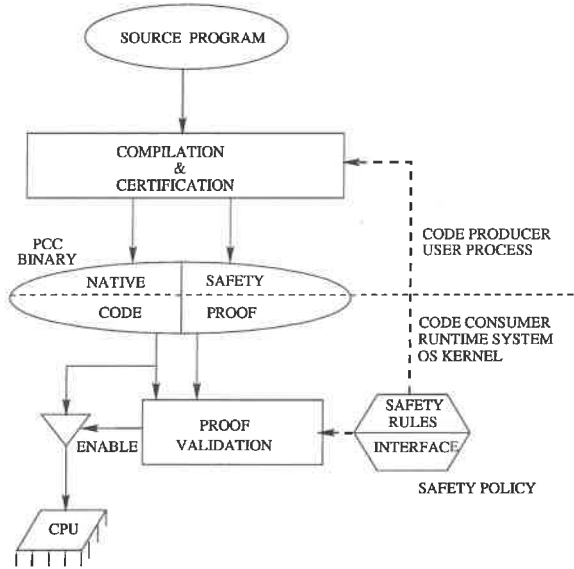 SOURCE PROGRAM
COMPILATION
&
CERTIFICATION
PCC
BINARY
CODE PRODUCER
USER PROCESS
NATIVE
SAFETY
CODE
PROOF
CODE CONSUMER
RUNTIME SYSTEM
OS KERNEL
ENABLE
PROOF
VALIDATION
SAFETY
RULES
INTERFACE
SAFETY POLICY
CPU